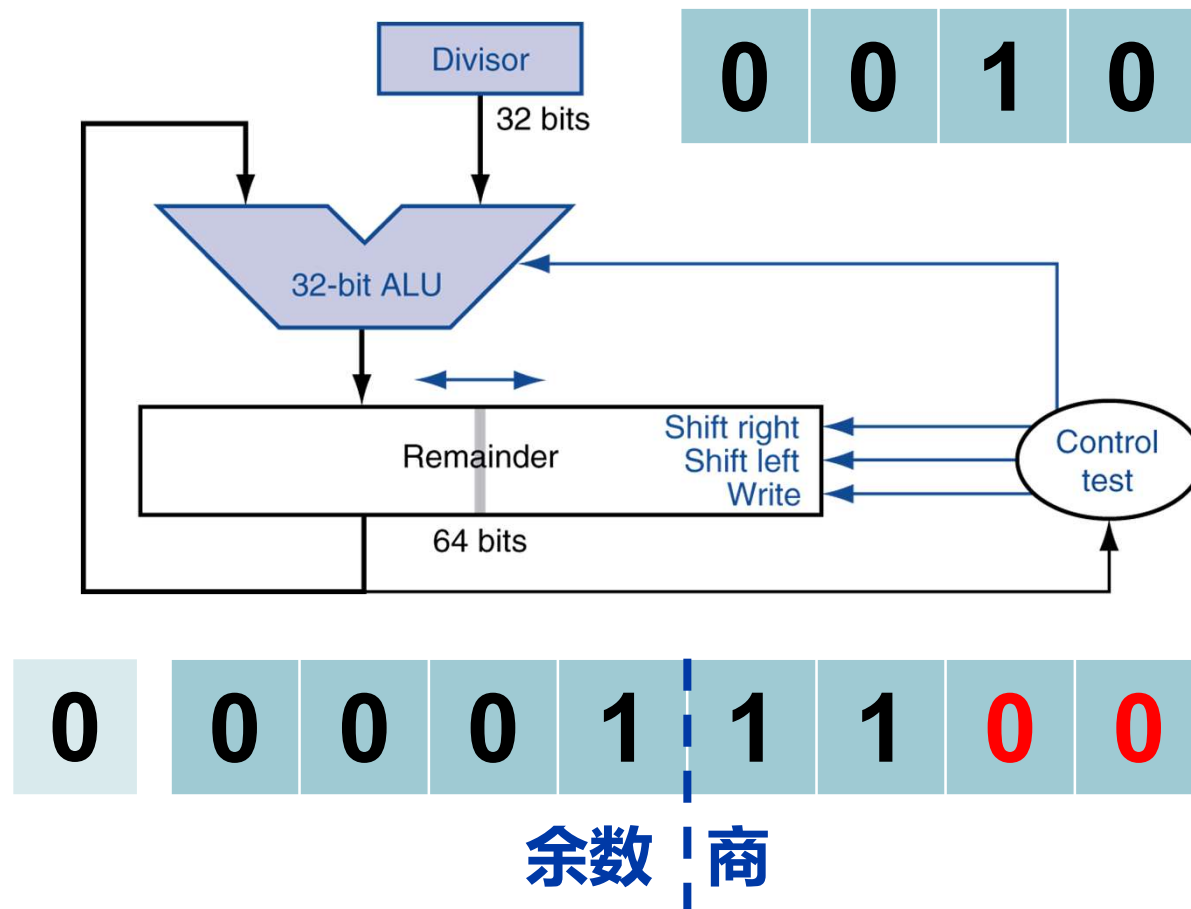 Divisor
0 0 1 0
32 bits
32-bit ALU
Remainder
Shift right
Shift left
Write
Control
test
64 bits
0 0 0 0 1 1 1 0 0
余数 商